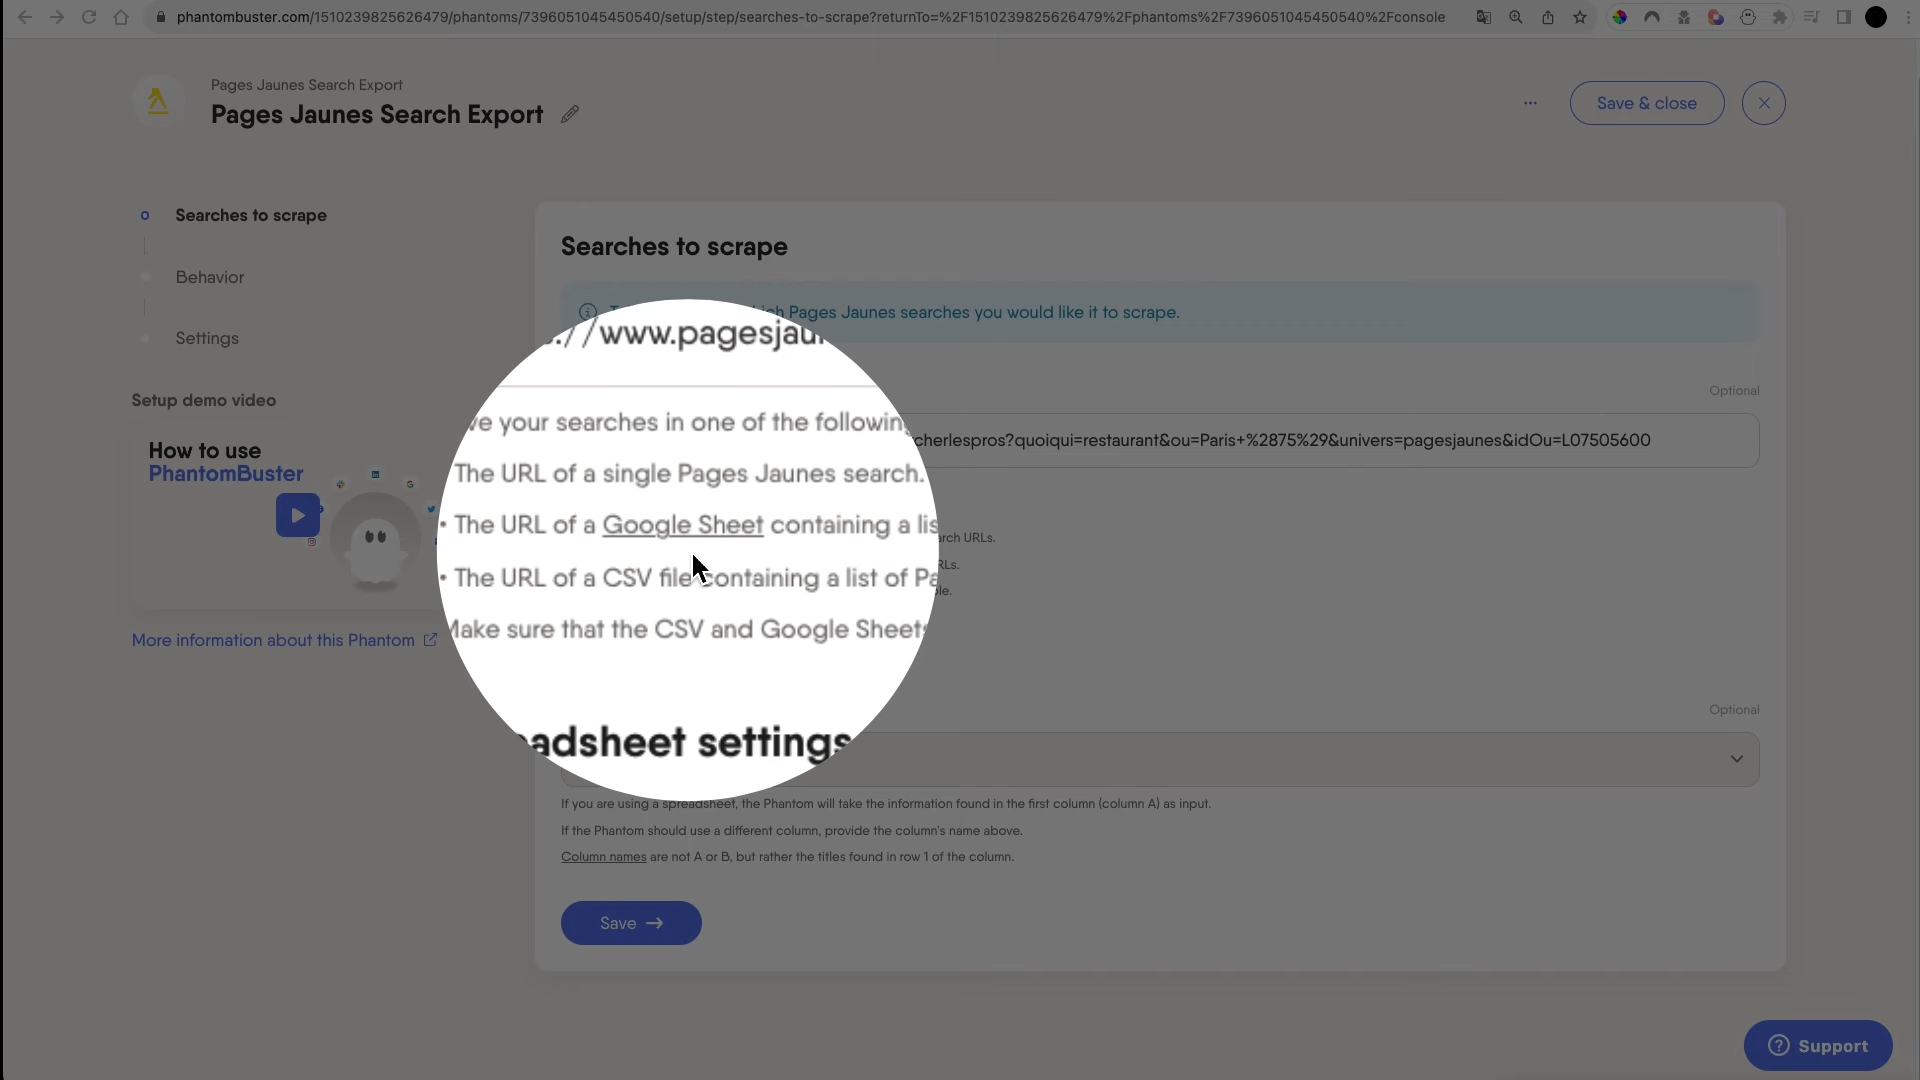 phantombuster.com/1510239825626479/phantoms/7396051045450540/setup/step/searches-to-scrape?returnTo=%2F1510239825626479%2Fphantoms%2F7396051045450540%2Fconsole
Pages Jaunes Search Export
Pages Jaunes Search Export
Save & close
Searches to scrape
Behavior
Settings
Setup demo video
How to use
PhantomBuster
More information about this Phantom
Searches to scrape
Pages Jaunes searches you would like it to scrape.
Optional
://www.pagesjau
cherlespros?quoiqui=restaurant&ou=Paris+%2875%29&univers=pagesjaunes&idOu=L07505600
ve your searches in one of the following
The URL of a single Pages Jaunes search.
• The URL of a Google Sheet containing a lis
arch URLs.
• The URL of a CSV file containing a list of Pa
RLs.
Make sure that the CSV and Google Sheets
le.
adsheet settings
Optional
If you are using a spreadsheet, the Phantom will take the information found in the first column (column A) as input.
If the Phantom should use a different column, provide the column's name above.
Column names are not A or B, but rather the titles found in row 1 of the column.
Save →
Support